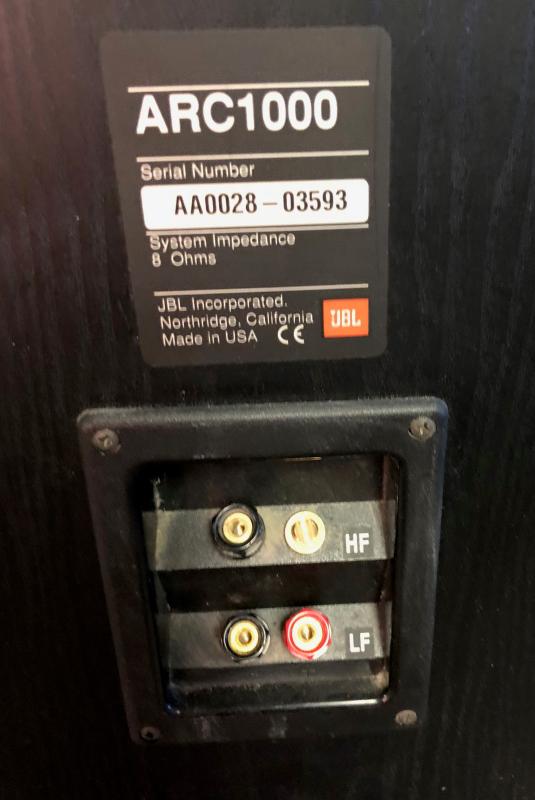 ARC1000
Serial Number
AA0028-03593
System Impedance
8 Ohms
JBL Incorporated.
Northridge, California
Made in USA CE
JBL
HF
LF